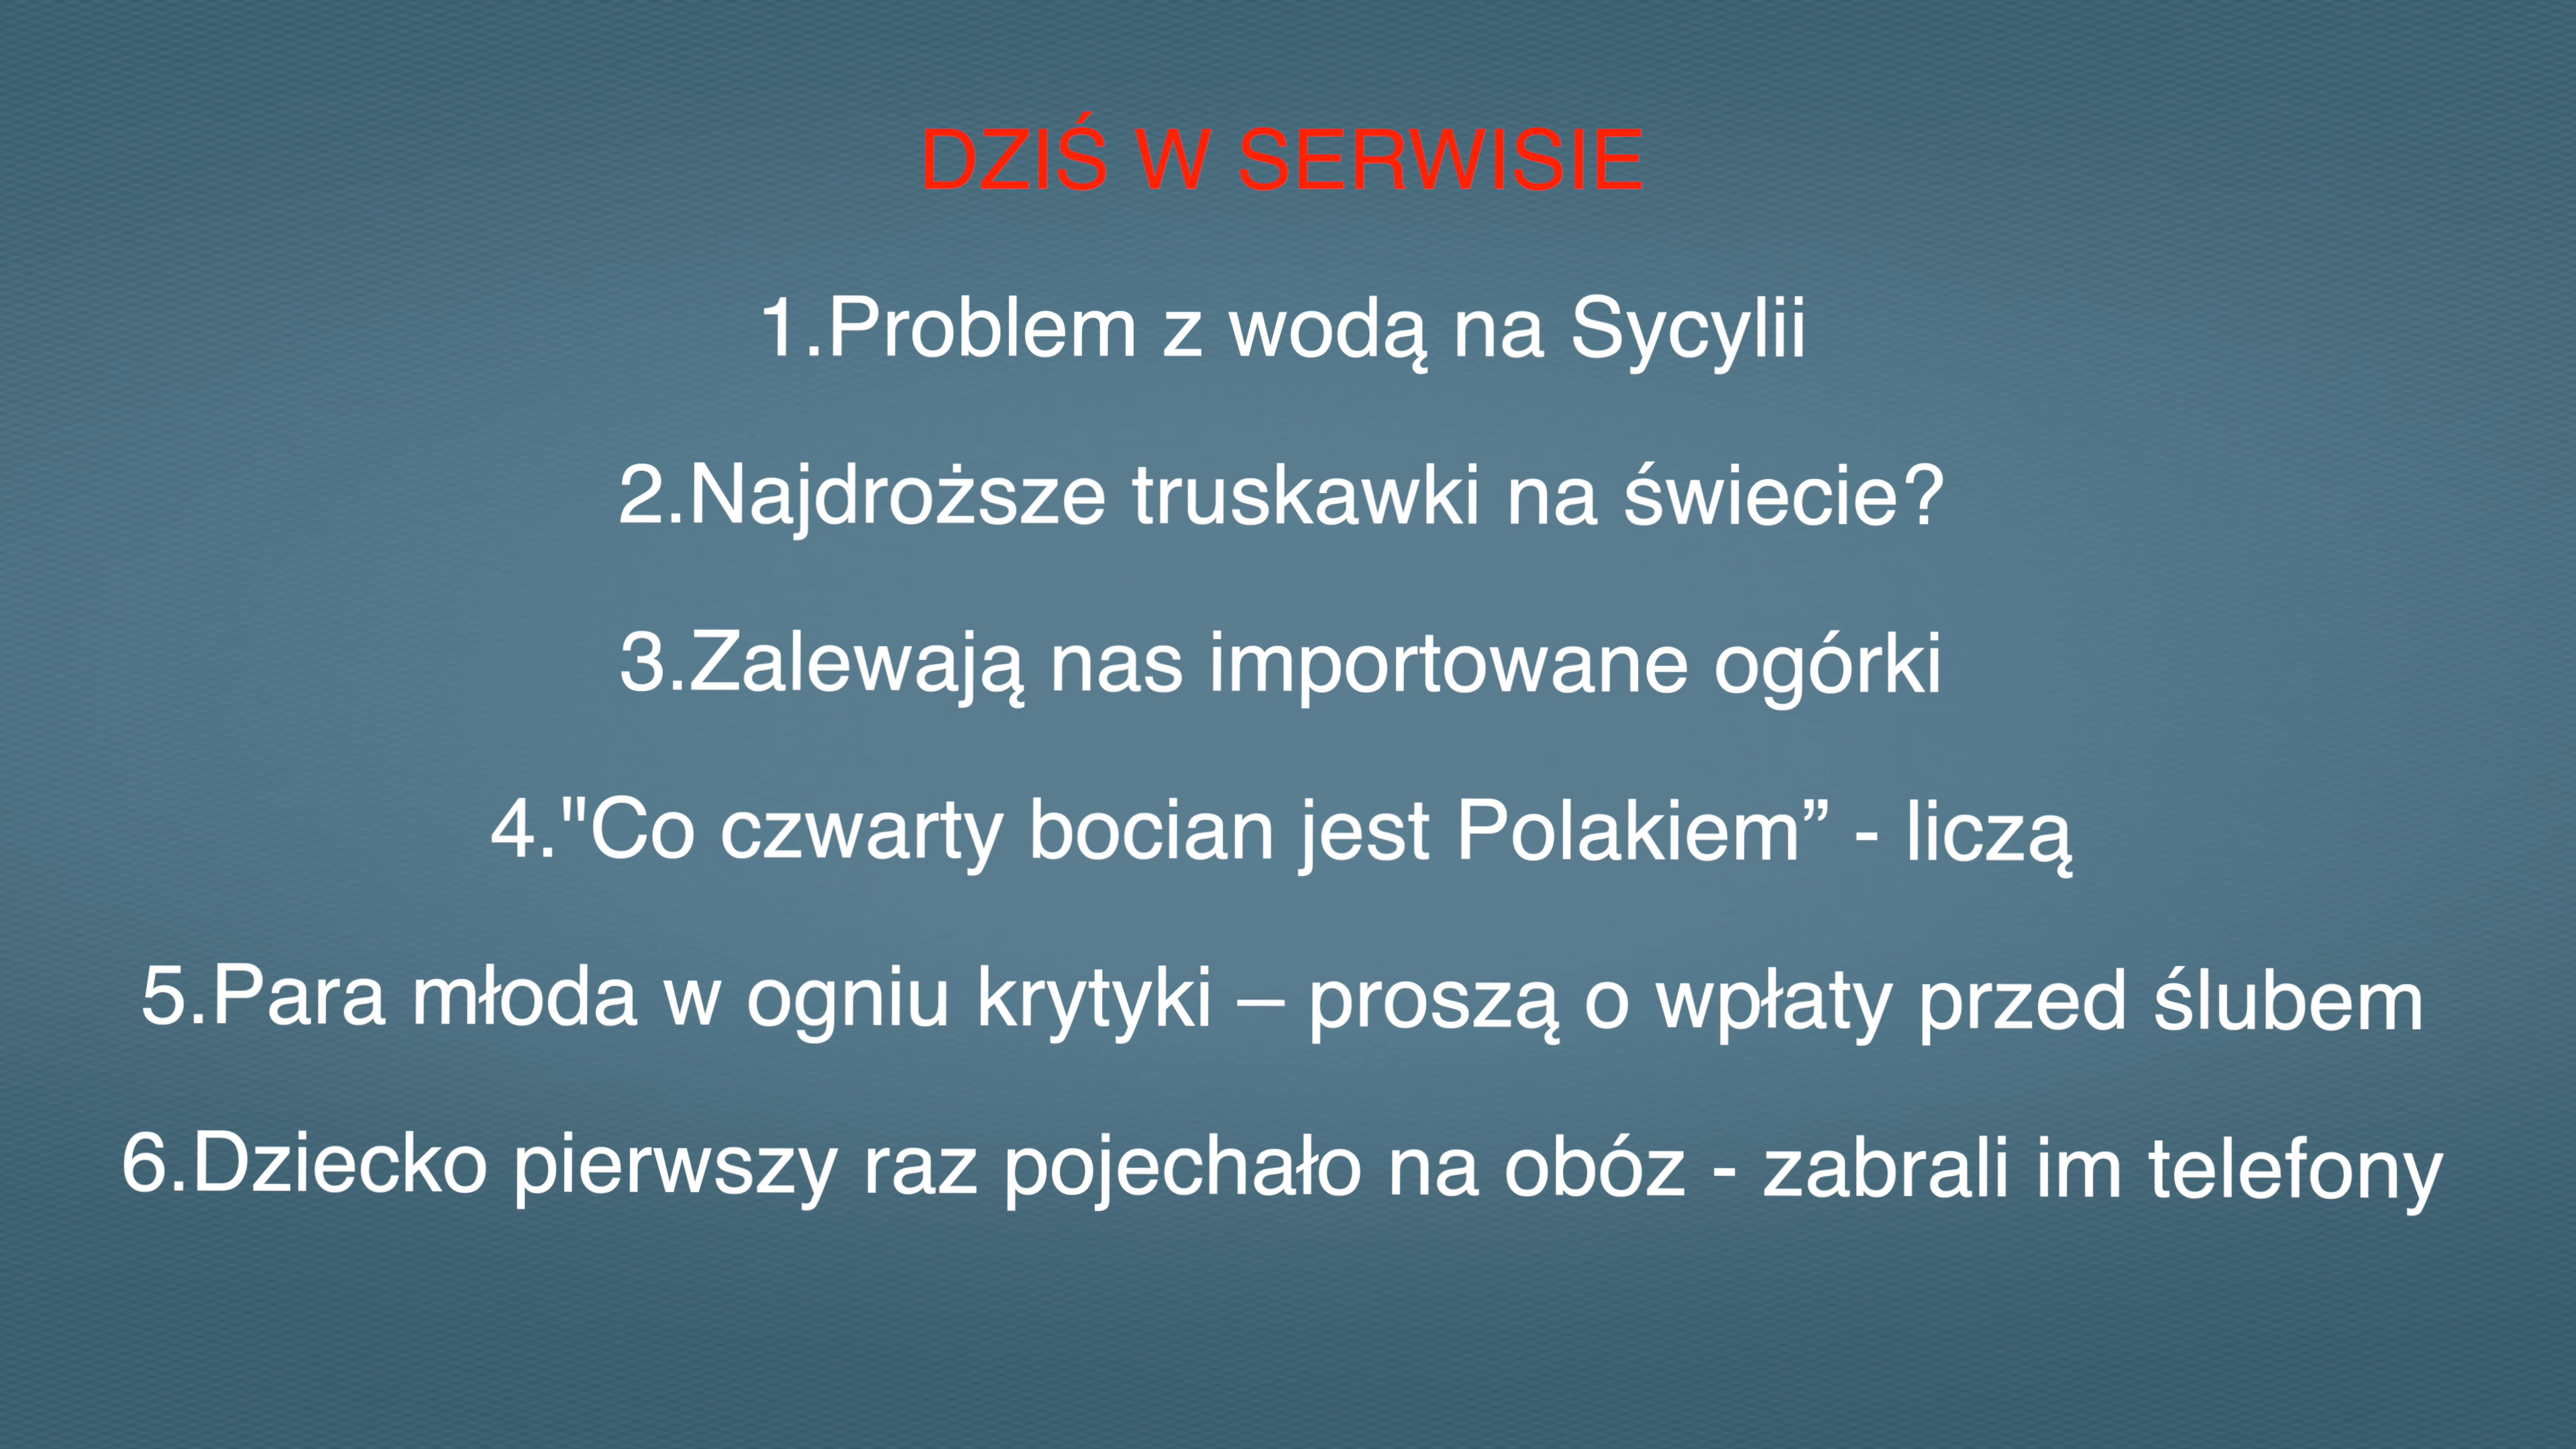 DZIŚ W SERWISIE
1.Problem z wodą na Sycylii
2.Najdroższe truskawki na świecie?
3.Zalewają nas importowane ogórki
4."Co czwarty bocian jest Polakiem” - liczą
5.Para młoda w ogniu krytyki – proszą o wpłaty przed ślubem
6.Dziecko pierwszy raz pojechało na obóz - zabrali im telefony